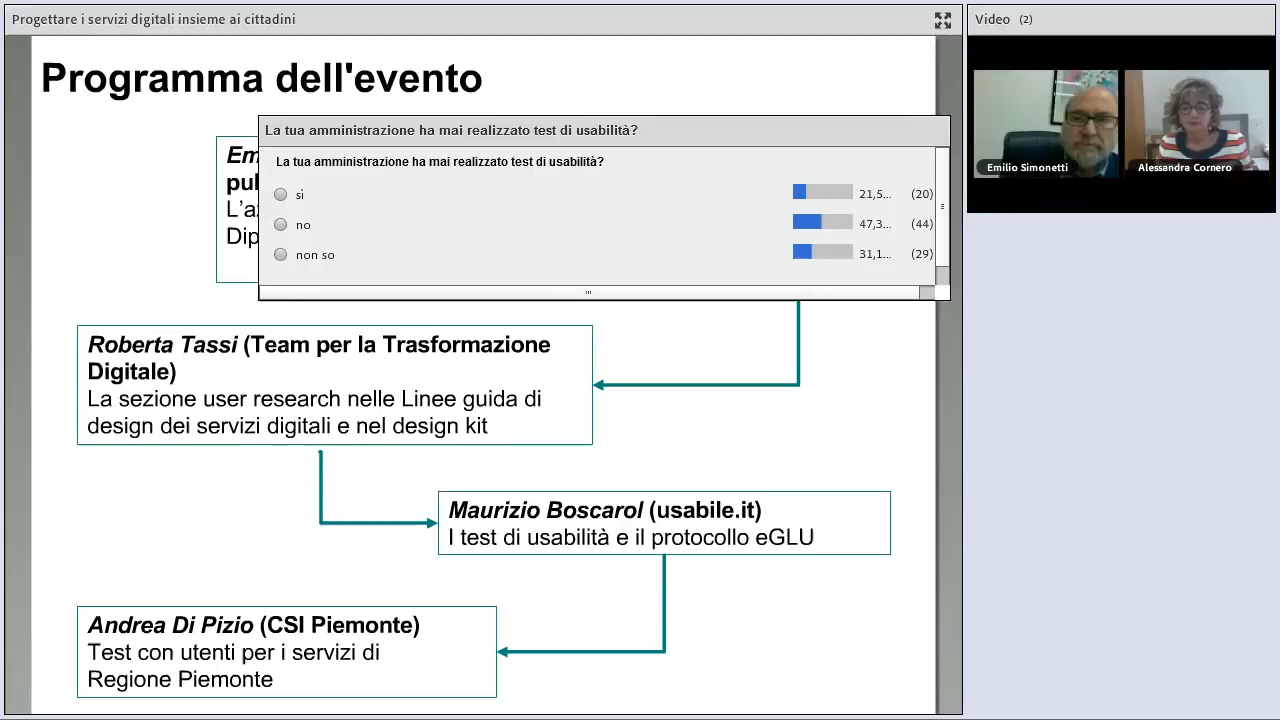 Progettare i servizi digitali insieme ai cittadini
Programma dell'evento
Em
pul
L'a
Dip
La tua amministrazione ha mai realizzato test di usabilità?
La tua amministrazione ha mai realizzato test di usabilità?
sì 21,5... (20)
no 47,3... (44)
non so 31,1... (29)
Roberta Tassi (Team per la Trasformazione
Digitale)
La sezione user research nelle Linee guida di
design dei servizi digitali e nel design kit
Maurizio Boscarol (usabile.it)
I test di usabilità e il protocollo eGLU
Andrea Di Pizio (CSI Piemonte)
Test con utenti per i servizi di
Regione Piemonte
Video (2)
Emilio Simonetti
Alessandra Cornero